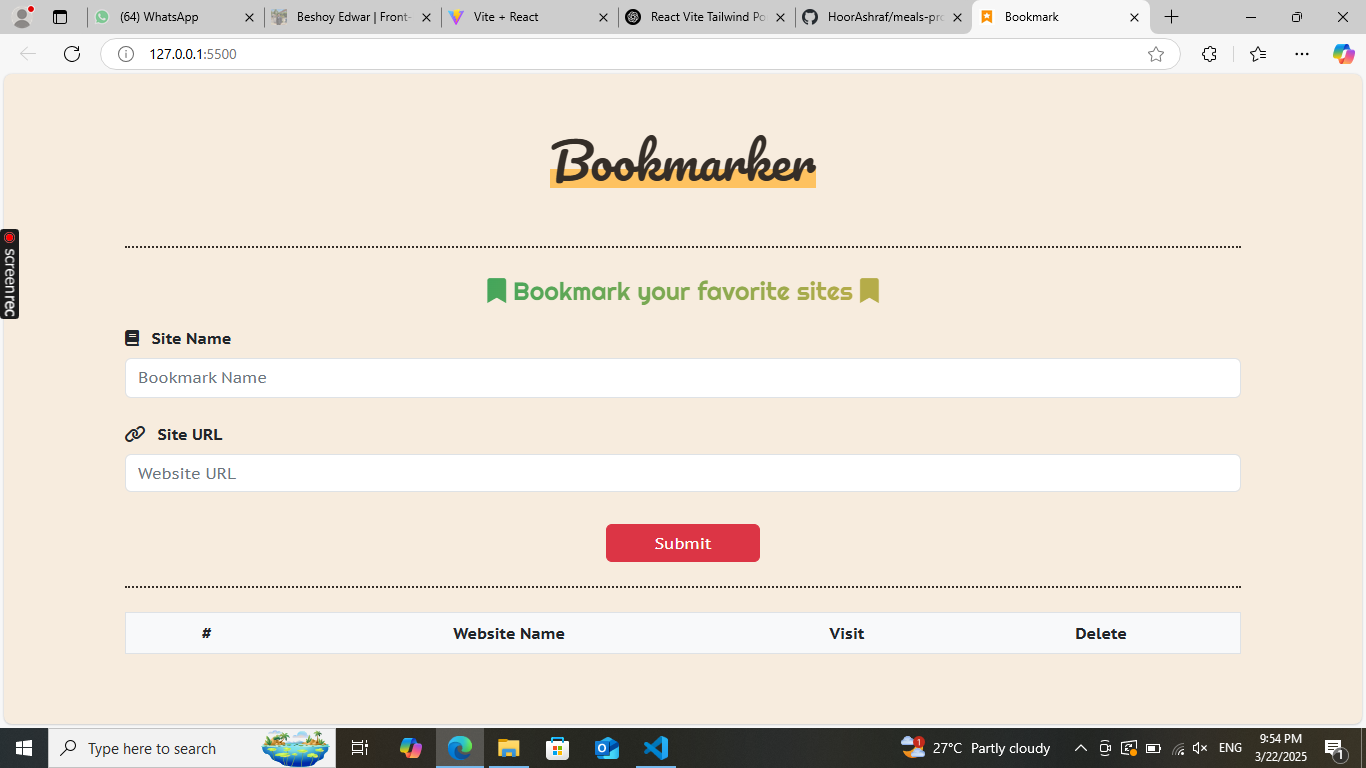 (64) WhatsApp
Beshoy Edwar | Front-
Vite + React
React Vite Tailwind Po
HoorAshraf/meals-pro
Bookmark
127.0.0.1:5500
Bookmarker
screenrec
Bookmark your favorite sites
Site Name
Bookmark Name
Site URL
Website URL
Submit
# Website Name Visit Delete
Type here to search
27°C Partly cloudy
ENG
9:54 PM
3/22/2025
1
1